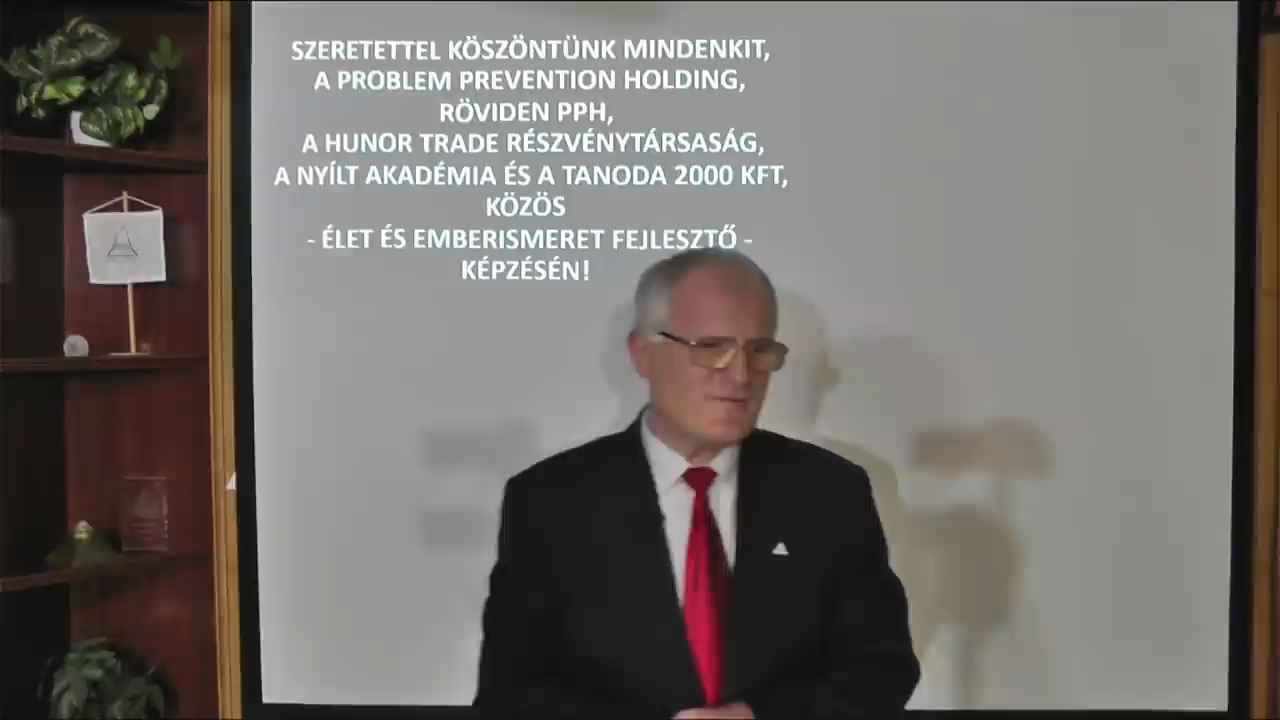 SZERETETTEL KÖSZÖNTÜNK MINDENKIT,
A PROBLEM PREVENTION HOLDING,
RÖVIDEN PPH,
A HUNOR TRADE RÉSZVÉNYTÁRSASÁG,
A NYÍLT AKADÉMIA ÉS A TANODA 2000 KFT,
KÖZÖS
- ÉLET ÉS EMBERISMERET FEJLESZTŐ -
KÉPZÉSÉN!